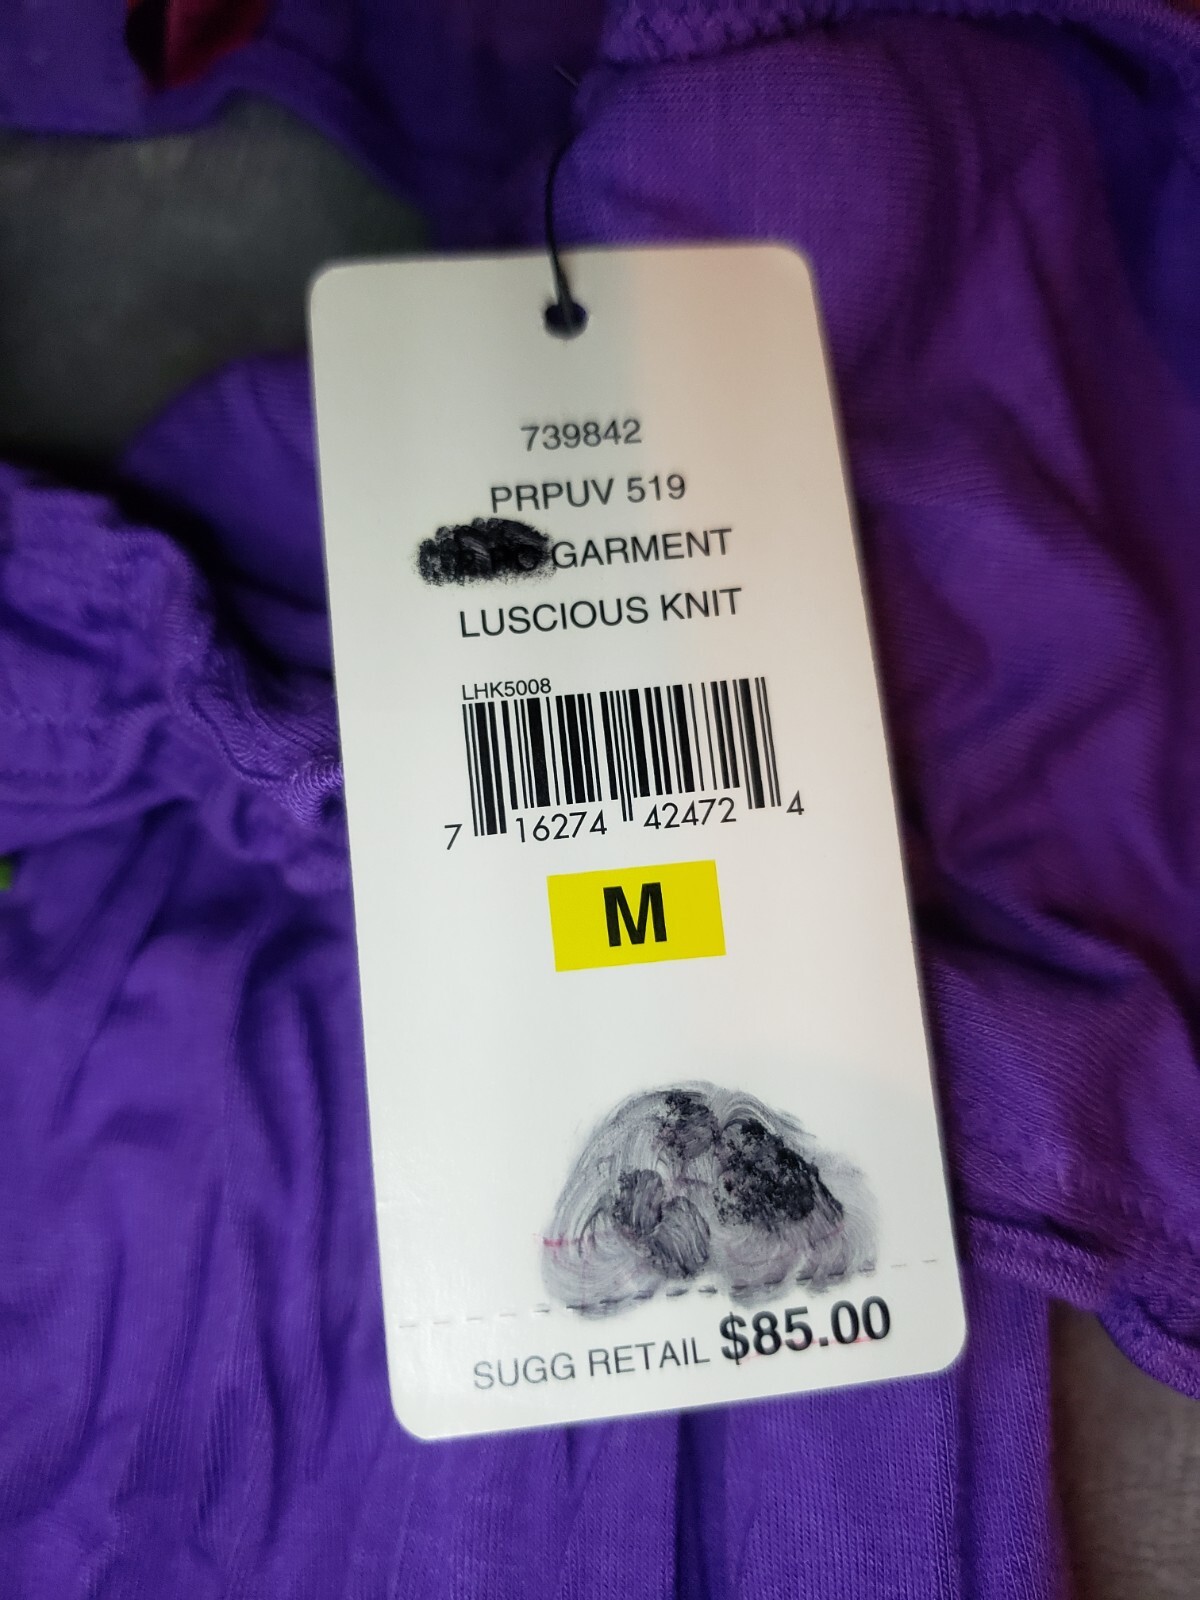 739842
PRPUV 519
GARMENT
LUSCIOUS KNIT
LHK5008
7 16274 42472 4
M
SUGG RETAIL $85.00